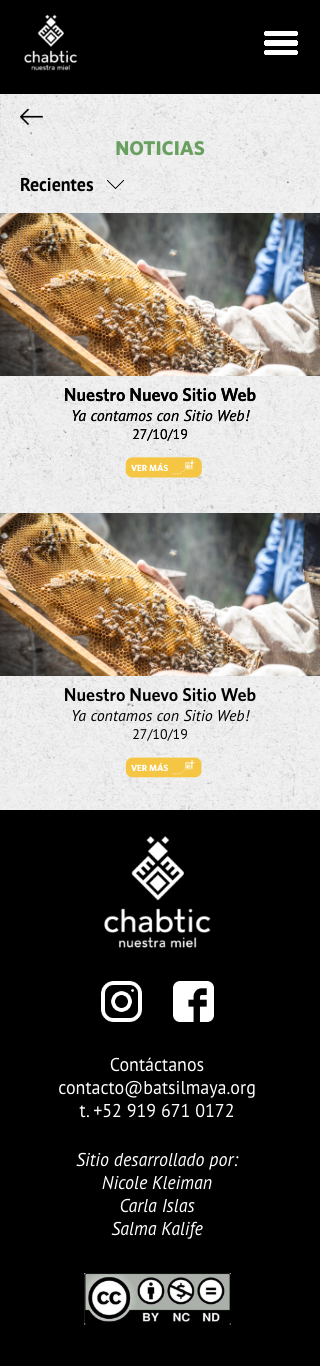 chabtic
nuestra miel
NOTICIAS
Recientes
Nuestro Nuevo Sitio Web
Ya contamos con Sitio Web!
27/10/19
VER MÁS
Nuestro Nuevo Sitio Web
Ya contamos con Sitio Web!
27/10/19
VER MÁS
chabtic
nuestra miel
Contáctanos
contacto@batsilmaya.org
t. +52 919 671 0172
Sitio desarrollado por:
Nicole Kleiman
Carla Islas
Salma Kalife
cc
BY NC ND